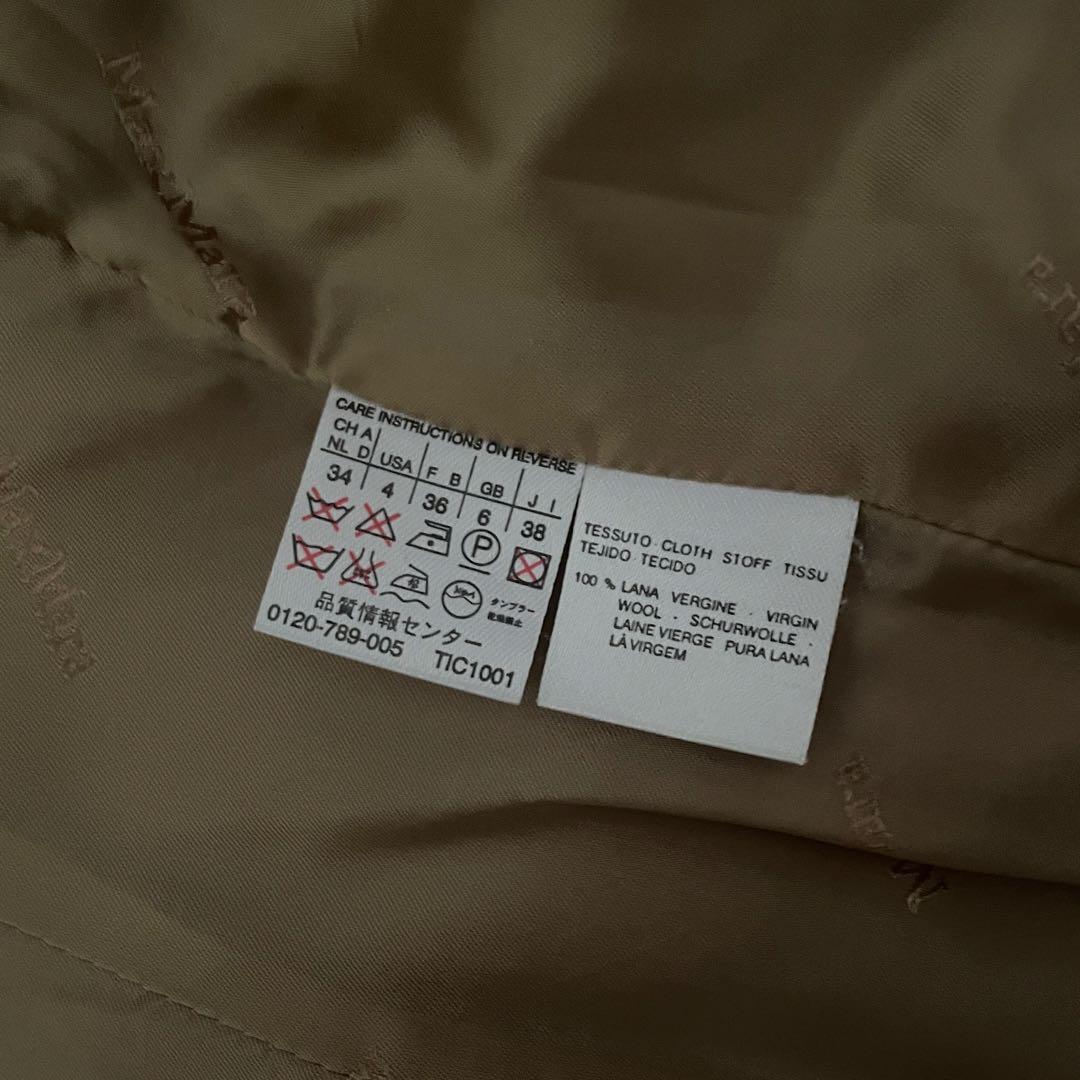 MaxMara
CARE INSTRUCTIONS ON REVERSE
CH A USA F B GB J I
NL D
34 4 36 6 38
P
品質情報センター
タンブラー
乾燥禁止
0120-789-005 TIC1001
TESSUTO · CLOTH STOFF TISSU
TEJIDO · TECIDO
100 % LANA VERGINE · VIRGIN
WOOL · SCHURWOLLE ·
LAINE VIERGE PURA LANA
LÀ VIRGEM